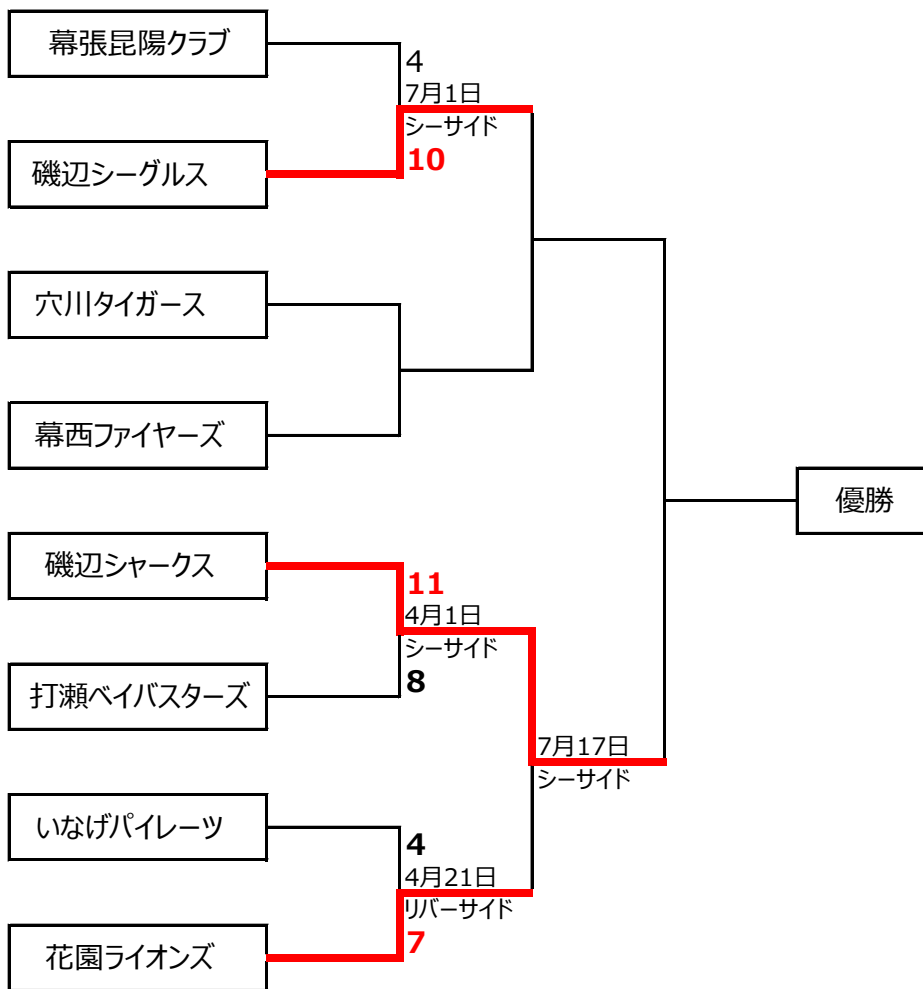 幕張昆陽クラブ
4
7月1日
シーサイド
10
磯辺シーグルス
穴川タイガース
幕西ファイヤーズ
優勝
磯辺シャークス
11
4月1日
シーサイド
8
打瀬ベイバスターズ
7月17日
シーサイド
いなげパイレーツ
4
4月21日
リバーサイド
7
花園ライオンズ